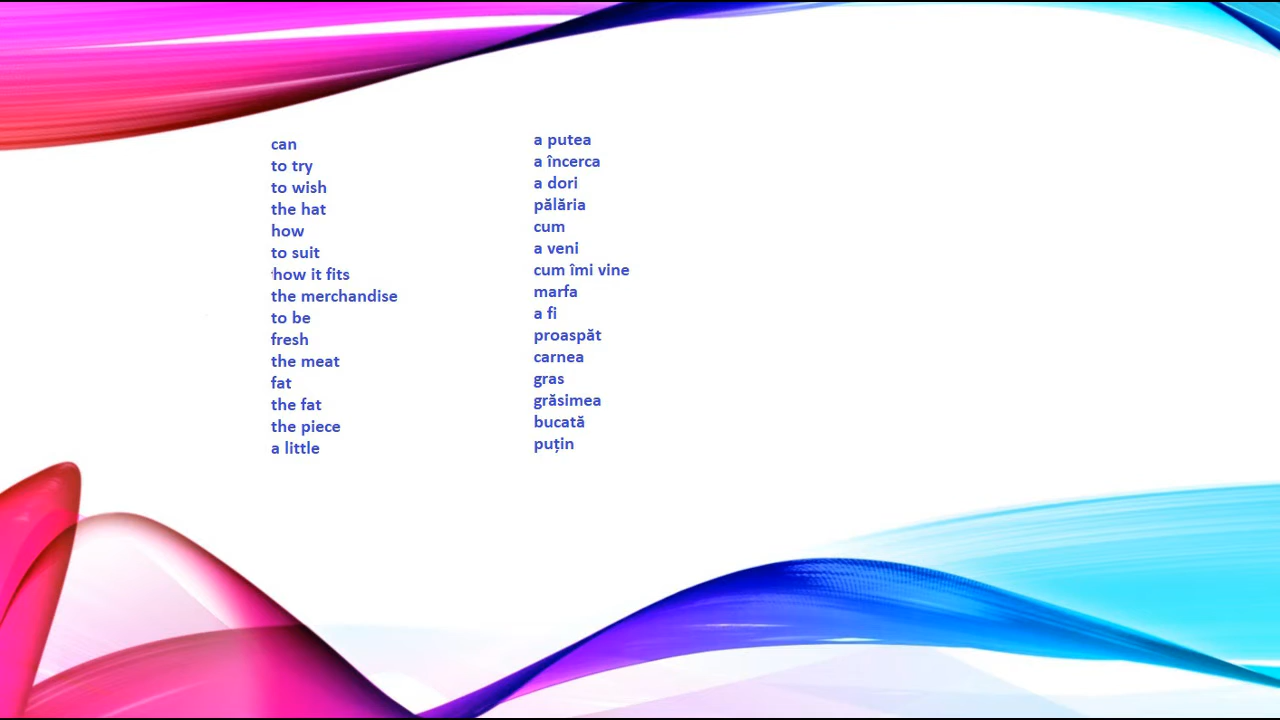 can a putea
to try a încerca
to wish a dori
the hat pălăria
how cum
to suit a veni
how it fits cum îmi vine
the merchandise marfa
to be a fi
fresh proaspăt
the meat carnea
fat gras
the fat grăsimea
the piece bucată
a little puțin